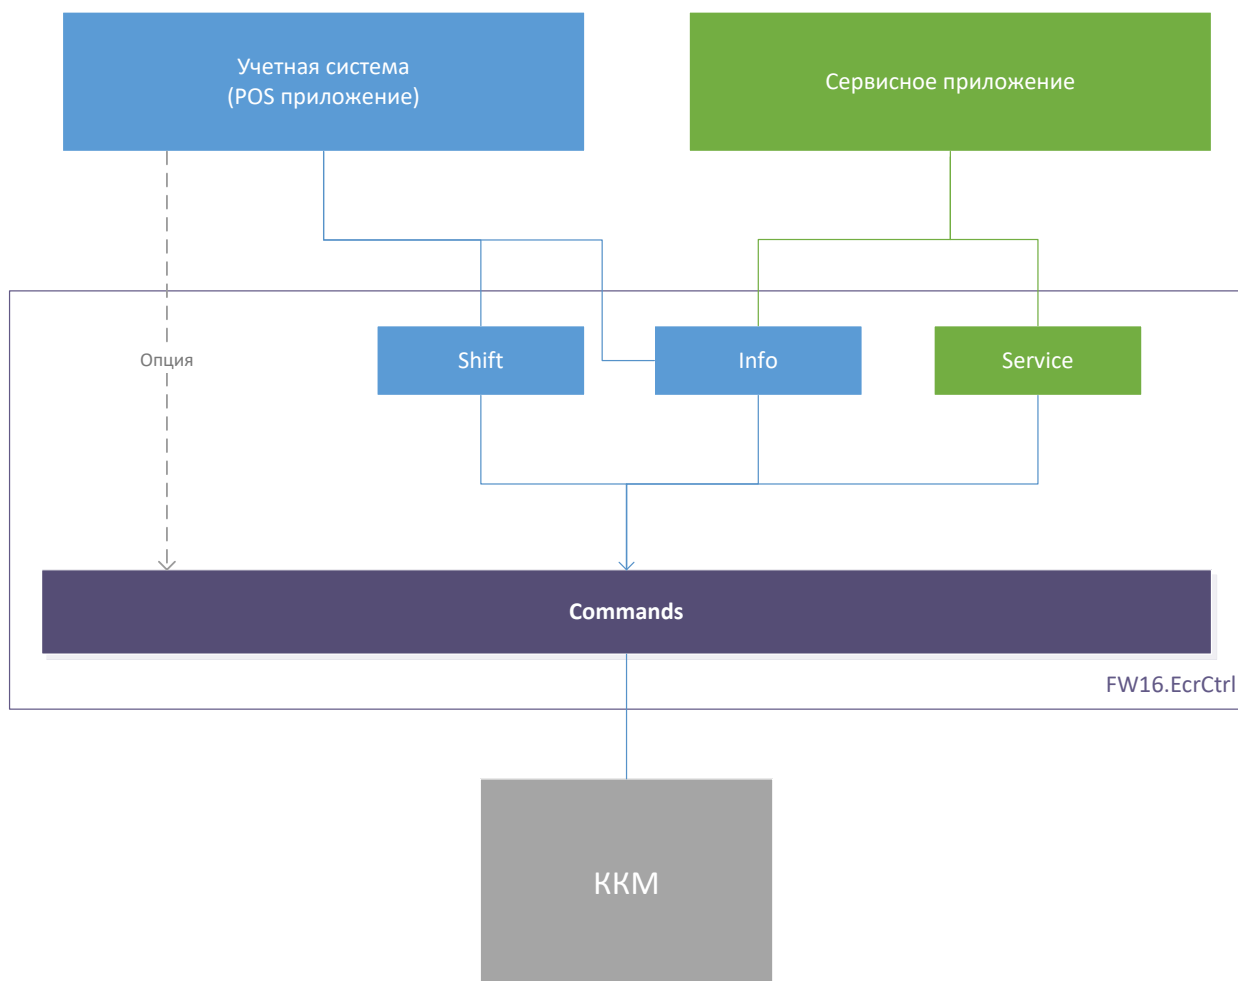 Учетная система
(POS приложение)
Сервисное приложение
Опция
Shift
Info
Service
Commands
FW16.EcrCtrl
ККМ